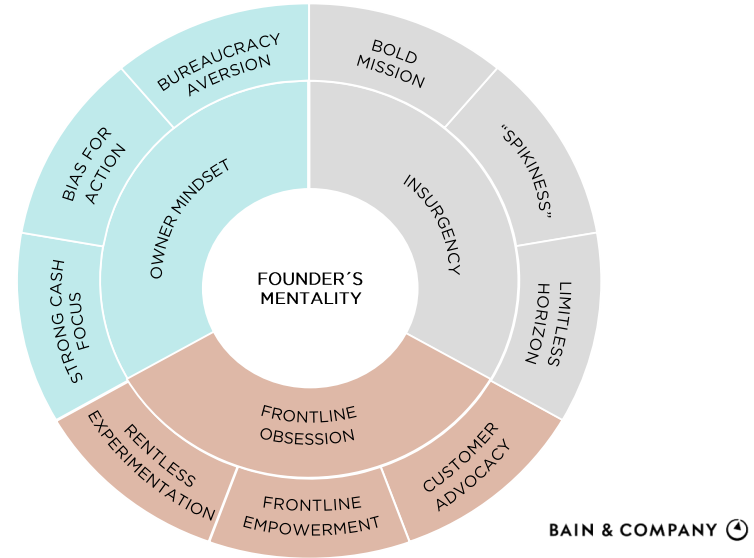 BUREAUCRACY
AVERSION
BOLD
MISSION
BIAS FOR
ACTION
"SPIKINESS"
OWNER MINDSET
INSURGENCY
STRONG CASH
FOCUS
FOUNDER´S
MENTALITY
LIMITLESS
HORIZON
FRONTLINE
OBSESSION
RENTLESS
EXPERIMENTATION
FRONTLINE
EMPOWERMENT
CUSTOMER
ADVOCACY
BAIN & COMPANY